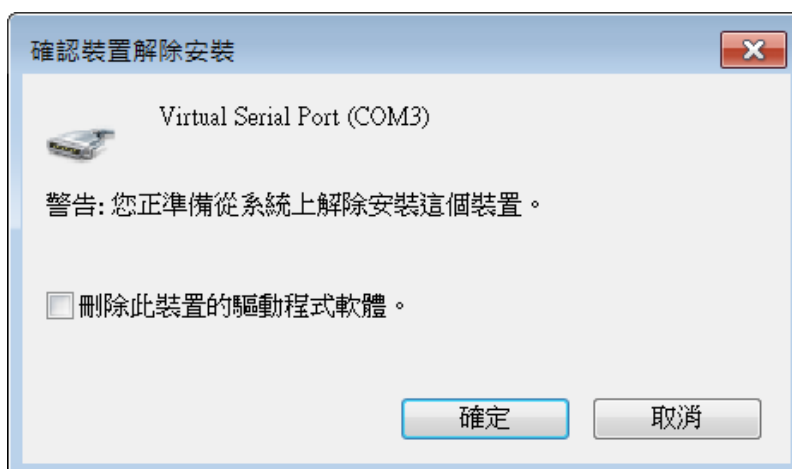 確認裝置解除安裝
Virtual Serial Port (COM3)
警告: 您正準備從系統上解除安裝這個裝置。
刪除此裝置的驅動程式軟體。
確定 取消